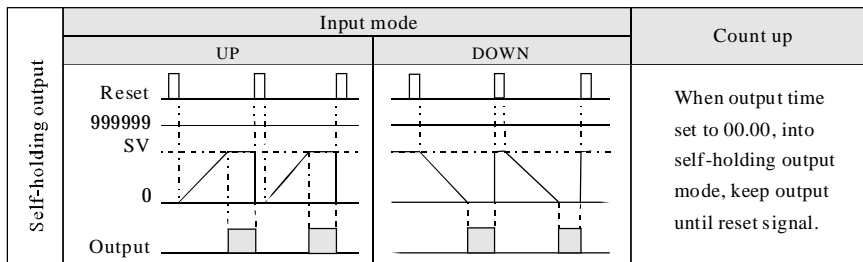 Input mode
Count up
UP
DOWN
Self-holding output
Reset
999999
SV
0
Output
When output time
set to 00.00, into
self-holding output
mode, keep output
until reset signal.